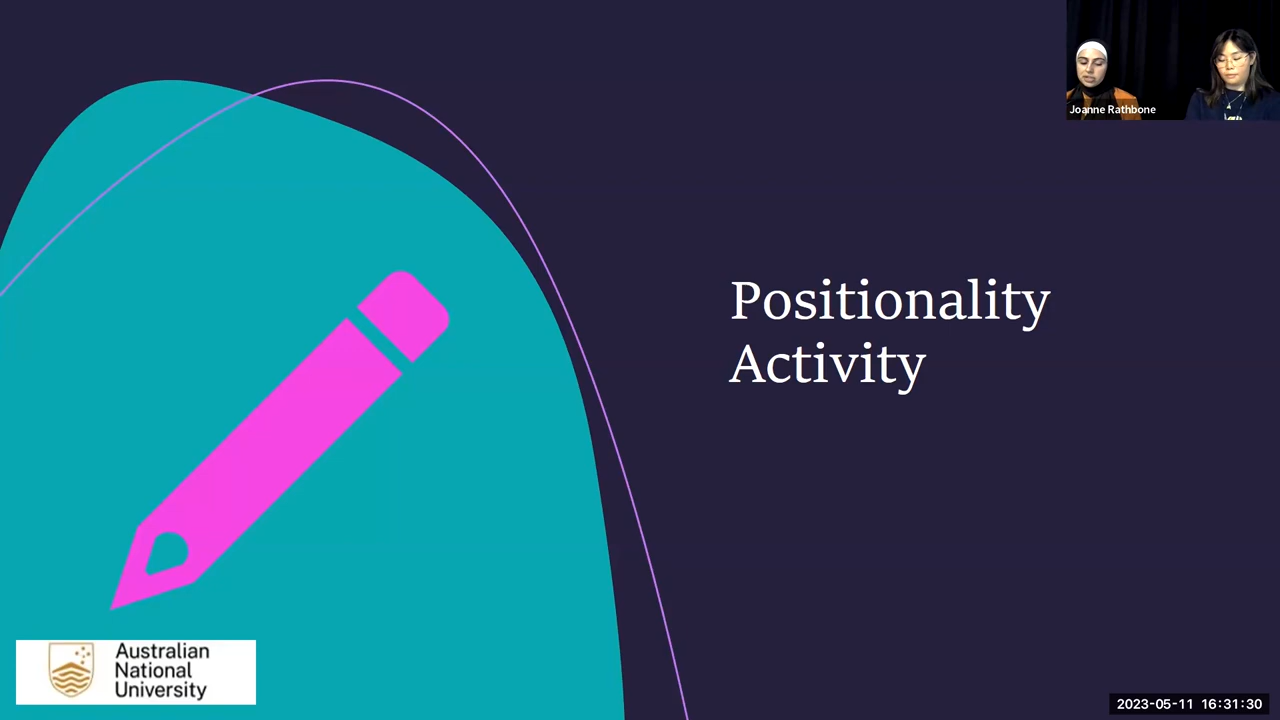 Joanne Rathbone
Positionality
Activity
Australian
National
University
2023-05-11 16:31:30